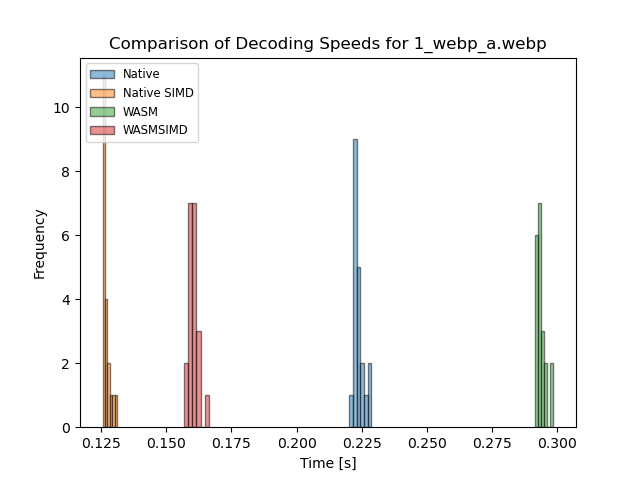 Comparison of Decoding Speeds for 1_webp_a.webp
Native
Native SIMD
WASM
WASMSIMD
Frequency
10
8
6
4
2
0
0.125 0.150 0.175 0.200 0.225 0.250 0.275 0.300
Time [s]